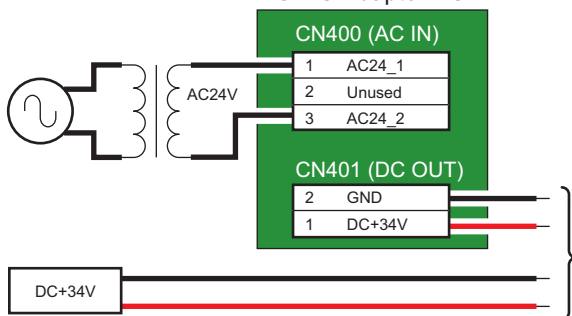 CN400 (AC IN)
1 AC24_1
AC24V
2 Unused
3 AC24_2
CN401 (DC OUT)
2 GND
1 DC+34V
DC+34V